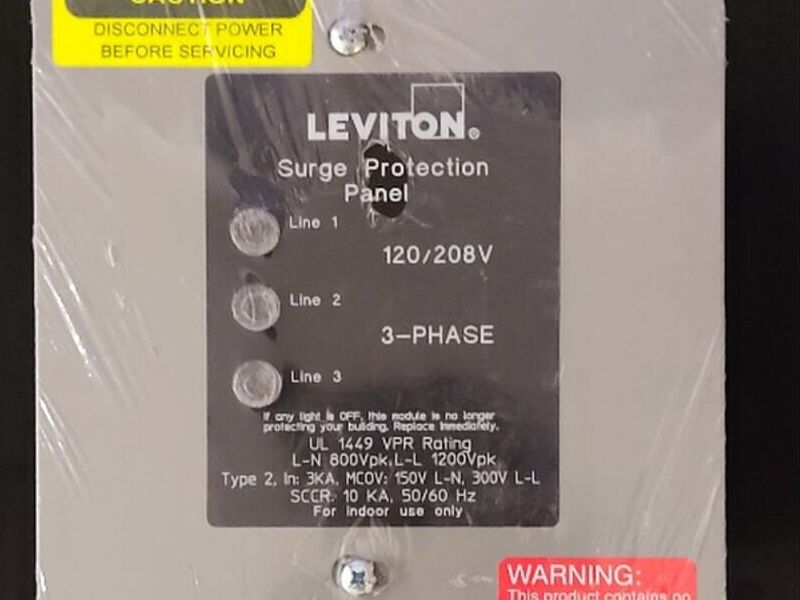 CAUTION
DISCONNECT POWER
BEFORE SERVICING
LEVITON®
Surge Protection
Panel
Line 1
120/208V
Line 2
3-PHASE
Line 3
If any light is OFF, this module is no longer
protecting your building. Replace immediately.
UL 1449 VPR Rating
L-N 800Vpk,L-L 1200Vpk
Type 2, In: 3KA, MCOV: 150V L-N, 300V L-L
SCCR: 10 KA, 50/60 Hz
For indoor use only
WARNING:
This product contains no